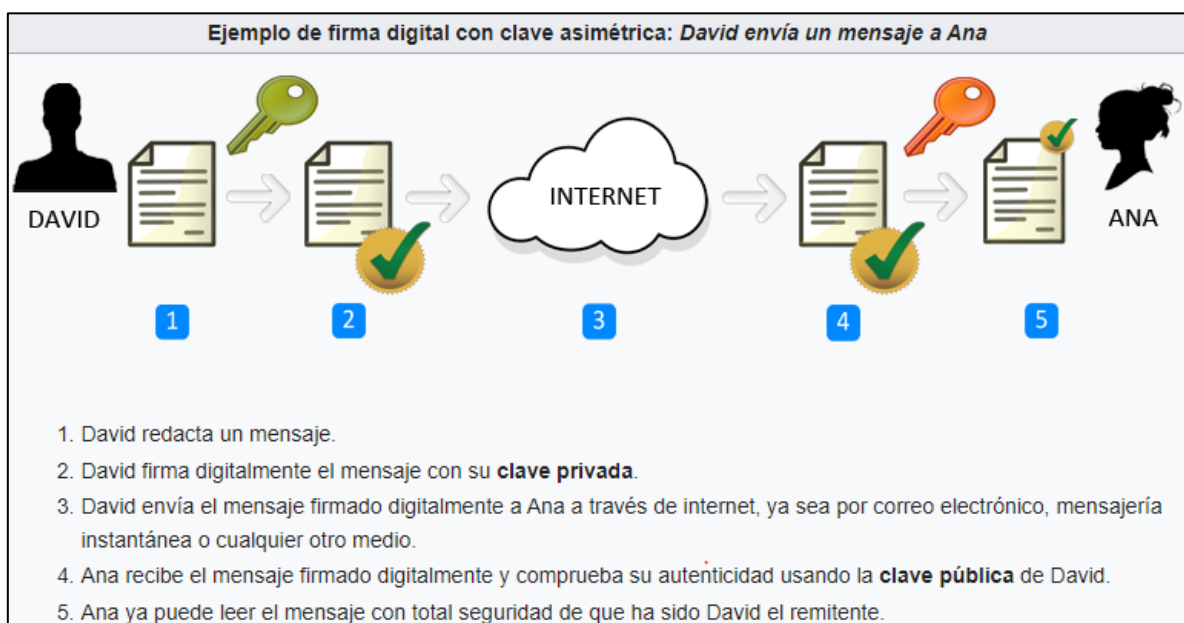 Ejemplo de firma digital con clave asimétrica: David envía un mensaje a Ana
DAVID
INTERNET
ANA
1
2
3
4
5
1. David redacta un mensaje.
2. David firma digitalmente el mensaje con su clave privada.
3. David envía el mensaje firmado digitalmente a Ana a través de internet, ya sea por correo electrónico, mensajería
instantánea o cualquier otro medio.
4. Ana recibe el mensaje firmado digitalmente y comprueba su autenticidad usando la clave pública de David.
5. Ana ya puede leer el mensaje con total seguridad de que ha sido David el remitente.